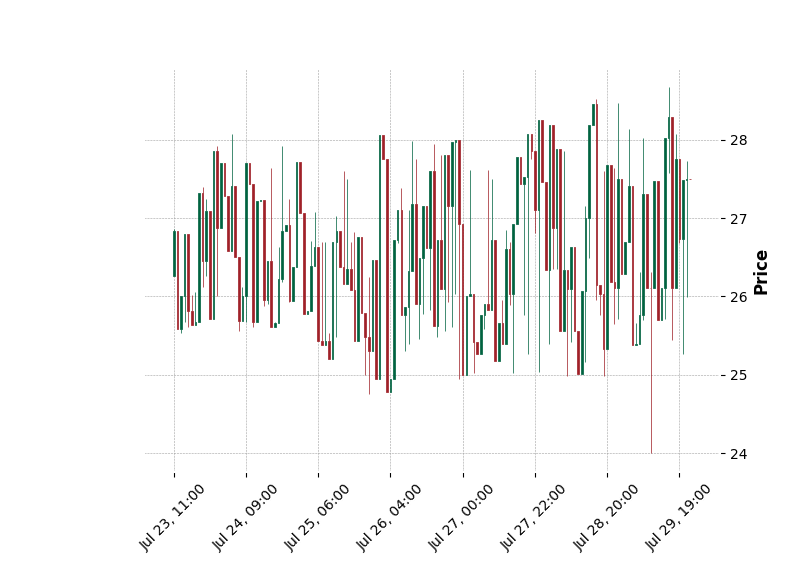 28
27
26
25
24
Price
Jul 23, 11:00
Jul 24, 09:00
Jul 25, 06:00
Jul 26, 04:00
Jul 27, 00:00
Jul 27, 22:00
Jul 28, 20:00
Jul 29, 19:00